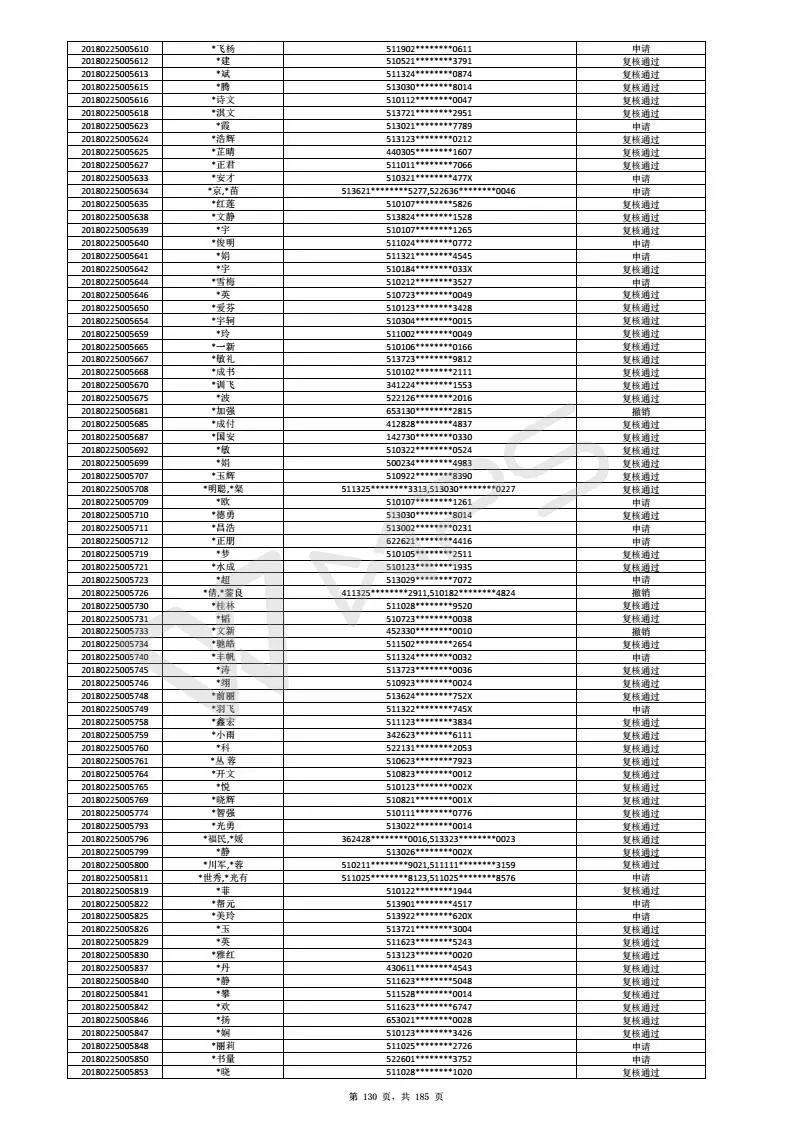 20180225005610 *飞杨 511902********0611 申请
20180225005612 *建 510521********3791 复核通过
20180225005613 *斌 511324********0874 复核通过
20180225005615 *腾 513030********8014 复核通过
20180225005616 *诗文 510112********0047 复核通过
20180225005618 *淇文 513721********2951 复核通过
20180225005623 *霞 513021********7789 申请
20180225005624 *浩辉 513123********0212 复核通过
20180225005625 *芷晴 440305********1607 复核通过
20180225005627 *正君 511011********7066 复核通过
20180225005633 *安才 510321********477X 申请
20180225005634 *京,*苗 513621********5277,522636********0046 申请
20180225005635 *红莲 510107********5826 复核通过
20180225005638 *文静 513824********1528 复核通过
20180225005639 *宇 510107********1265 复核通过
20180225005640 *俊明 511024********0772 申请
20180225005641 *娟 511321********4545 申请
20180225005642 *宇 510184********033X 复核通过
20180225005644 *雪梅 510212********3527 申请
20180225005646 *英 510723********0049 复核通过
20180225005650 *爱芬 510123********3428 复核通过
20180225005654 *宇轲 510304********0015 复核通过
20180225005659 *玲 511002********0049 复核通过
20180225005665 *一新 510106********0166 复核通过
20180225005667 *敏礼 513723********9812 复核通过
20180225005668 *成书 510102********2111 复核通过
20180225005670 *训飞 341224********1553 复核通过
20180225005675 *波 522126********2016 复核通过
20180225005681 *加强 653130********2815 撤销
20180225005685 *成付 412828********4837 复核通过
20180225005687 *国安 142730********0330 复核通过
20180225005692 *敏 510322********0524 复核通过
20180225005699 *娟 500234********4983 复核通过
20180225005707 *玉辉 510922********8390 复核通过
20180225005708 *明聪,*粲 511325********3313,513030********0227 复核通过
20180225005709 *欧 510107********1261 申请
20180225005710 *德勇 513030********8014 复核通过
20180225005711 *昌浩 513002********0231 申请
20180225005712 *正朋 622621********4416 申请
20180225005719 *梦 510105********2511 复核通过
20180225005721 *水成 510123********1935 复核通过
20180225005723 *超 513029********7072 申请
20180225005726 *倩,*蓥良 411325********2911,510182********4824 撤销
20180225005730 *桂林 511028********9520 复核通过
20180225005731 *韬 510723********0038 复核通过
20180225005733 *文新 452330********0010 撤销
20180225005734 *驰皓 511502********2654 复核通过
20180225005740 *丰帆 511324********0032 申请
20180225005745 *涛 513723********0036 复核通过
20180225005746 *翊 510923********0024 复核通过
20180225005748 *前丽 513624********752X 复核通过
20180225005749 *羽飞 511322********745X 申请
20180225005758 *鑫宏 511123********3834 复核通过
20180225005759 *小雨 342623********6111 复核通过
20180225005760 *科 522131********2053 复核通过
20180225005761 *丛蓉 510623********7923 复核通过
20180225005764 *开文 510823********0012 复核通过
20180225005765 *悦 510123********002X 复核通过
20180225005769 *晓辉 510821********001X 复核通过
20180225005774 *智强 510111********0776 复核通过
20180225005793 *光勇 513022********0014 复核通过
20180225005796 *福民,*媛 362428********0016,513323********0023 复核通过
20180225005799 *静 513026********002X 复核通过
20180225005800 *川军,*蓉 510211********9021,511111********3159 复核通过
20180225005811 *世秀,*光有 511025********8123,511025********8576 申请
20180225005819 *菲 510122********1944 复核通过
20180225005822 *帮元 513901********4517 申请
20180225005825 *美玲 513922********620X 申请
20180225005826 *玉 513721********3004 复核通过
20180225005829 *英 511623********5243 复核通过
20180225005830 *雅红 513123********0020 复核通过
20180225005837 *丹 430611********4543 复核通过
20180225005840 *静 511623********5048 复核通过
20180225005841 *攀 511528********0014 复核通过
20180225005842 *欢 511623********6747 复核通过
20180225005846 *扬 653021********0028 复核通过
20180225005847 *娴 510123********3426 复核通过
20180225005848 *丽莉 511025********2726 申请
20180225005850 *书量 522601********3752 申请
20180225005853 *晓 511028********1020 复核通过
第 130 页，共 185 页